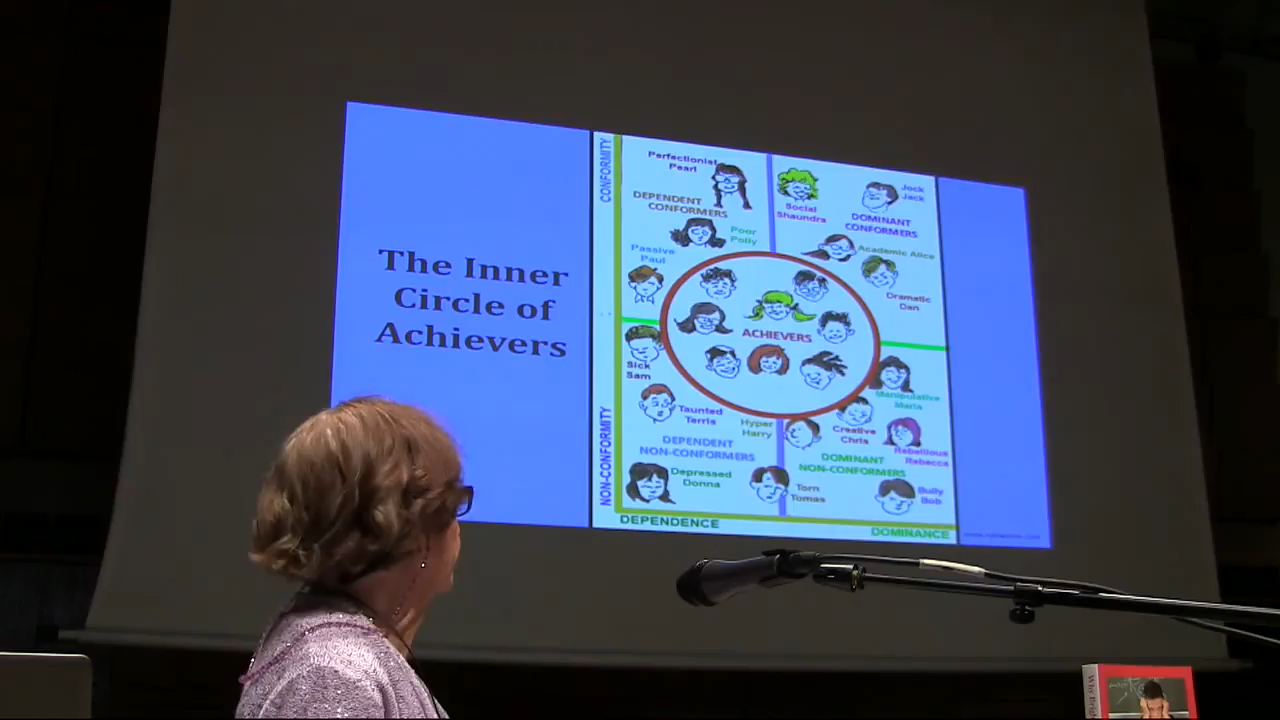 The Inner
Circle of
Achievers
CONFORMITY
NON-CONFORMITY
Perfectionist
Pearl
DEPENDENT
CONFORMERS
Poor
Polly
Passive
Paul
Social
Shaundra
Jock
Jack
DOMINANT
CONFORMERS
Academic Alice
Dramatic
Dan
ACHIEVERS
Sick
Sam
Taunted
Terris
Hyper
Harry
DEPENDENT
NON-CONFORMERS
Depressed
Donna
Manipulative
Maria
Creative
Chris
Rebellious
Rebecca
DOMINANT
NON-CONFORMERS
Torn
Tomas
Bully
Bob
DEPENDENCE
DOMINANCE